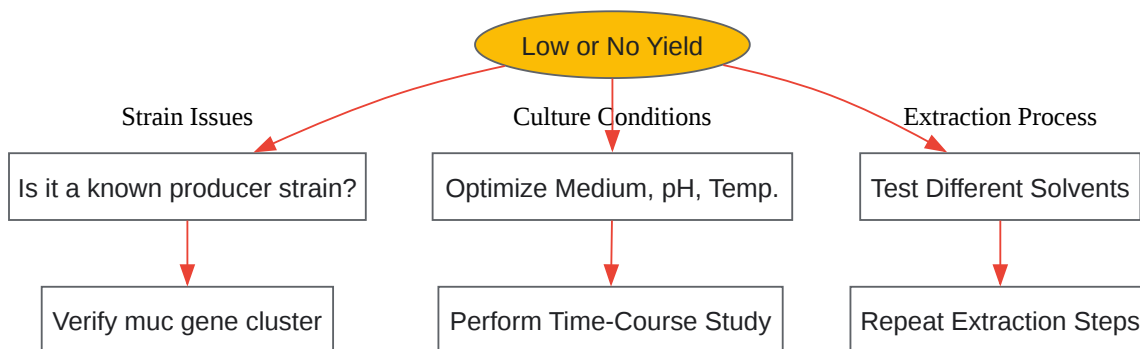 Low or No Yield
Strain Issues
Culture Conditions
Extraction Process
Is it a known producer strain?
Optimize Medium, pH, Temp.
Test Different Solvents
Verify muc gene cluster
Perform Time-Course Study
Repeat Extraction Steps